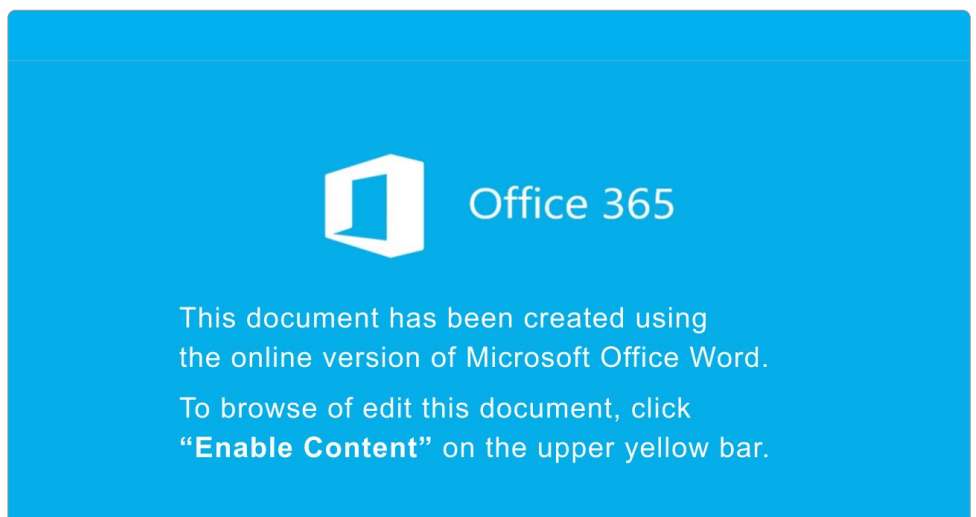 Office 365
This document has been created using
the online version of Microsoft Office Word.
To browse of edit this document, click
“Enable Content” on the upper yellow bar.